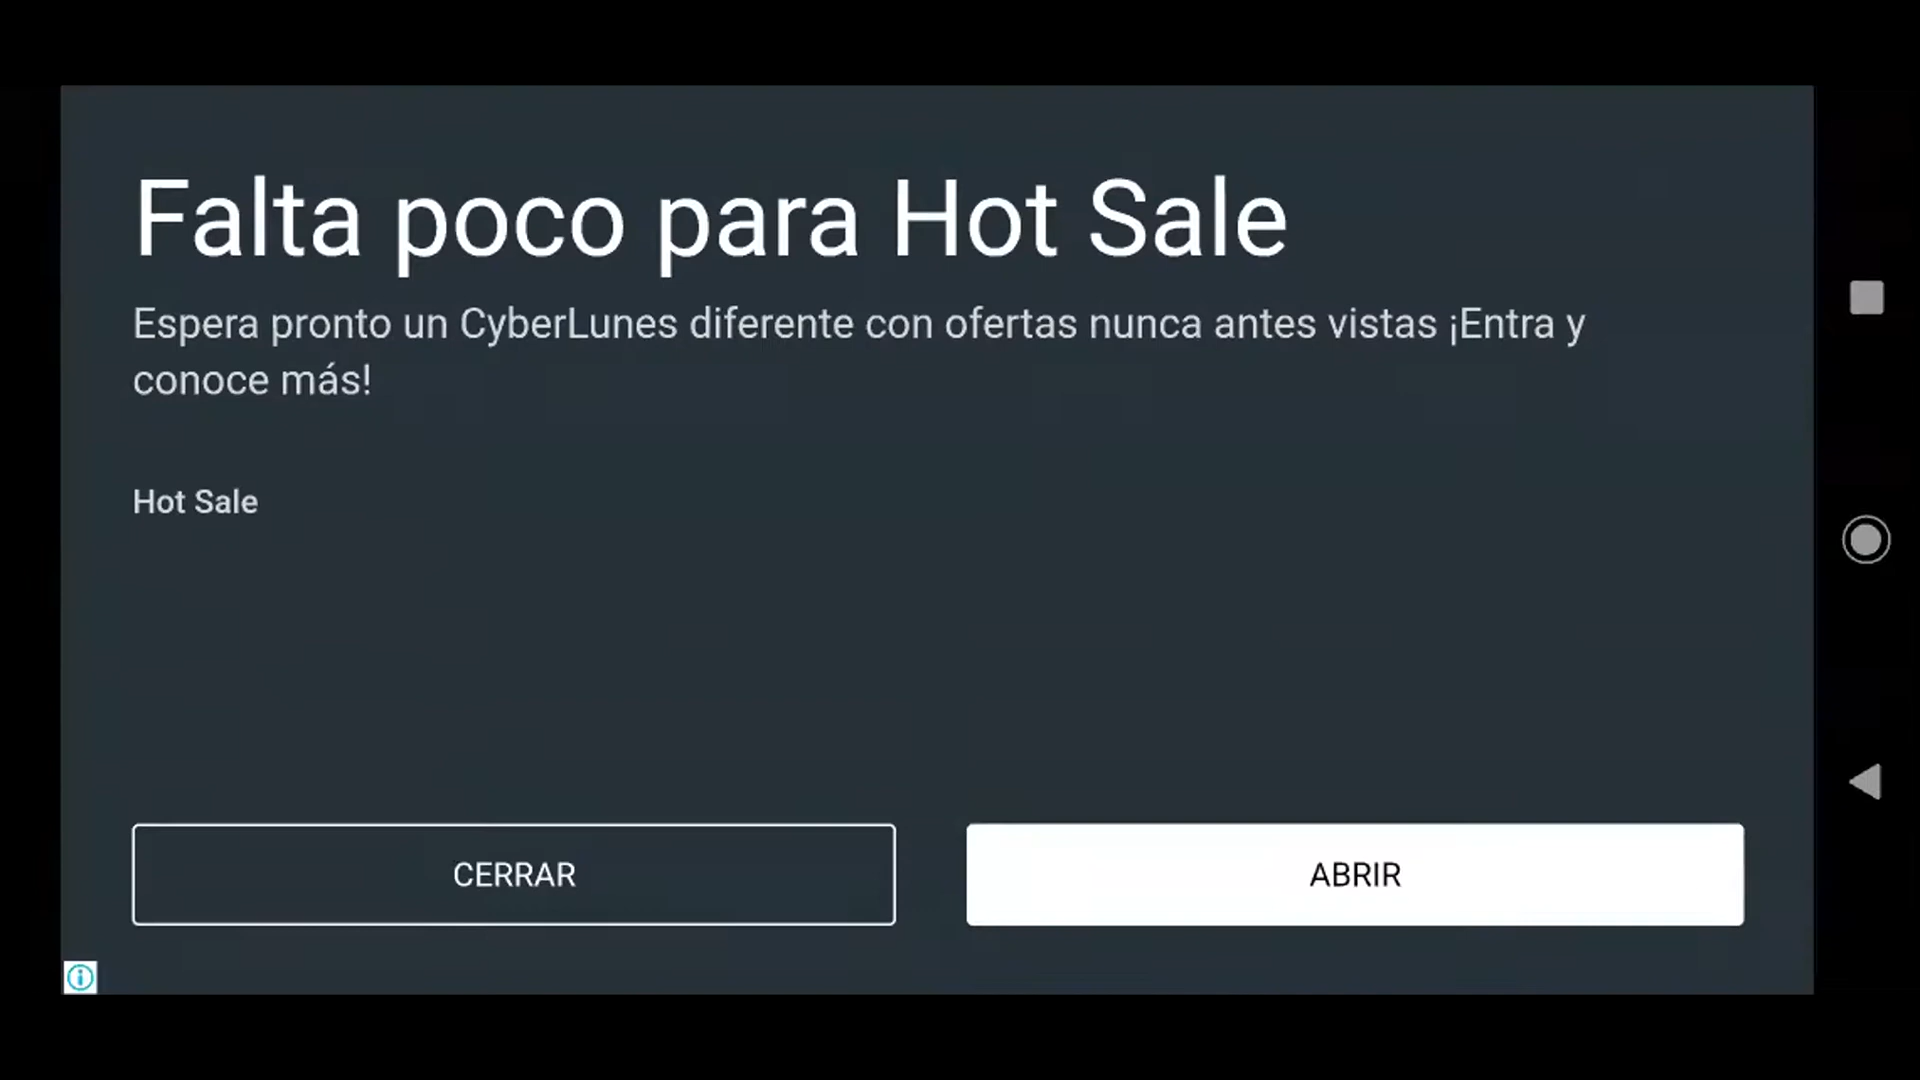 Falta poco para Hot Sale
Espera pronto un CyberLunes diferente con ofertas nunca antes vistas ¡Entra y
conoce más!
Hot Sale
CERRAR
ABRIR